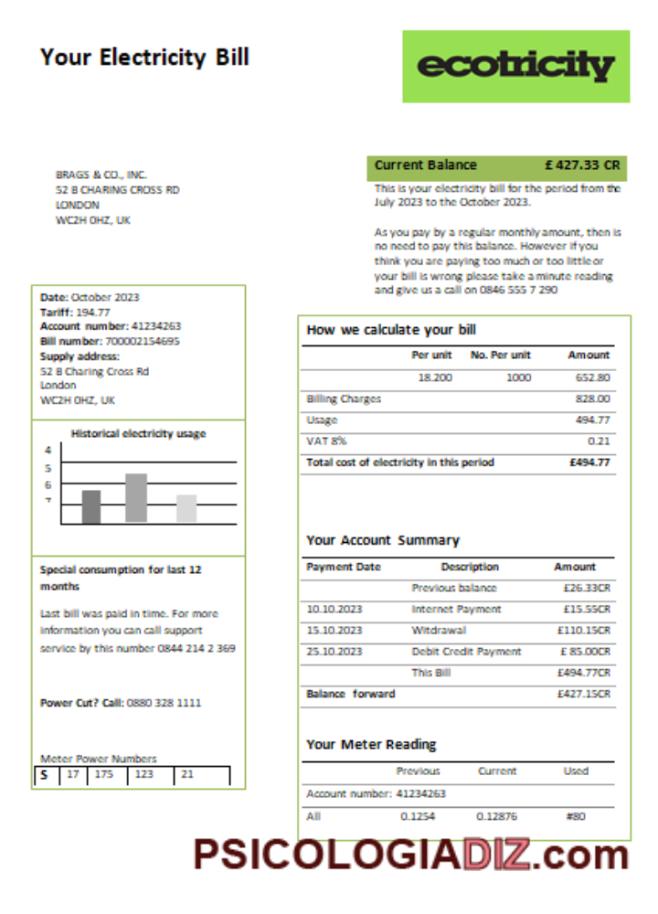 Your Electricity Bill
ecotricity
BRAGS & CO., INC.
52 B CHARING CROSS RD
LONDON
WC2H 0HZ, UK
Current Balance £ 427.33 CR
This is your electricity bill for the period from the
July 2023 to the October 2023.
As you pay by a regular monthly amount, then is
no need to pay this balance. However if you
think you are paying too much or too little or
your bill is wrong please take a minute reading
and give us a call on 0846 555 7 290
Date: October 2023
Tariff: 194.77
Account number: 41234263
Bill number: 700002154695
Supply address:
52 B Charing Cross Rd
London
WC2H 0HZ, UK
Historical electricity usage
4
5
6
7
Special consumption for last 12
months
Last bill was paid in time. For more
information you can call support
service by this number 0844 214 2 369
Power Cut? Call: 0880 328 1111
Meter Power Numbers
S 17 175 123 21
How we calculate your bill
Per unit No. Per unit Amount
18.200 1000 652.80
Billing Charges 828.00
Usage 494.77
VAT 8% 0.21
Total cost of electricity in this period £494.77
Your Account Summary
Payment Date Description Amount
Previous balance £26.33CR
10.10.2023 Internet Payment £15.55CR
15.10.2023 Witdrawal £110.15CR
25.10.2023 Debit Credit Payment £ 85.00CR
This Bill £494.77CR
Balance forward £427.15CR
Your Meter Reading
Previous Current Used
Account number: 41234263
All 0.1254 0.12876 #80
PSICOLOGIADIZ.com